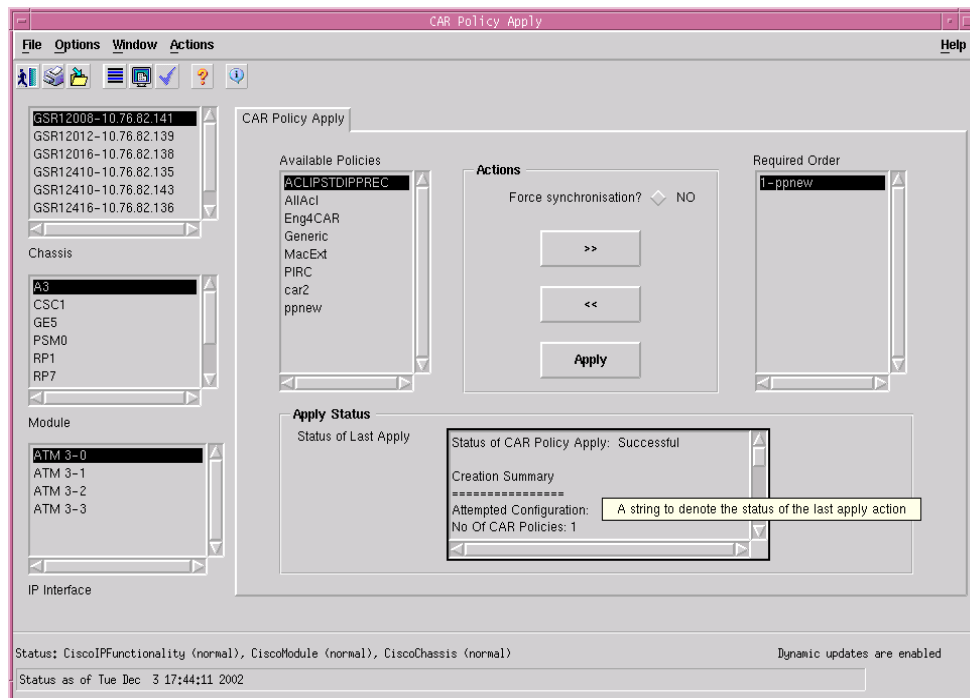 CAR Policy Apply
File Options Window Actions Help
GSR12008-10.76.82.141
GSR12012-10.76.82.139
GSR12016-10.76.82.138
GSR12410-10.76.82.135
GSR12410-10.76.82.143
GSR12416-10.76.82.136
Chassis
A3
CSC1
GE5
PSM0
RP1
RP7
Module
ATM 3-0
ATM 3-1
ATM 3-2
ATM 3-3
IP Interface
CAR Policy Apply
Available Policies
ACLIPSTDIPPREC
AllAcl
Eng4CAR
Generic
MacExt
PIRC
car2
ppnew
Actions
Force synchronisation? NO
>>
<<
Apply
Required Order
1-ppnew
Apply Status
Status of Last Apply
Status of CAR Policy Apply: Successful
Creation Summary
================
Attempted Configuration:
No Of CAR Policies: 1
A string to denote the status of the last apply action
Status: CiscoIPFunctionality (normal), CiscoModule (normal), CiscoChassis (normal)
Dynamic updates are enabled
Status as of Tue Dec 3 17:44:11 2002